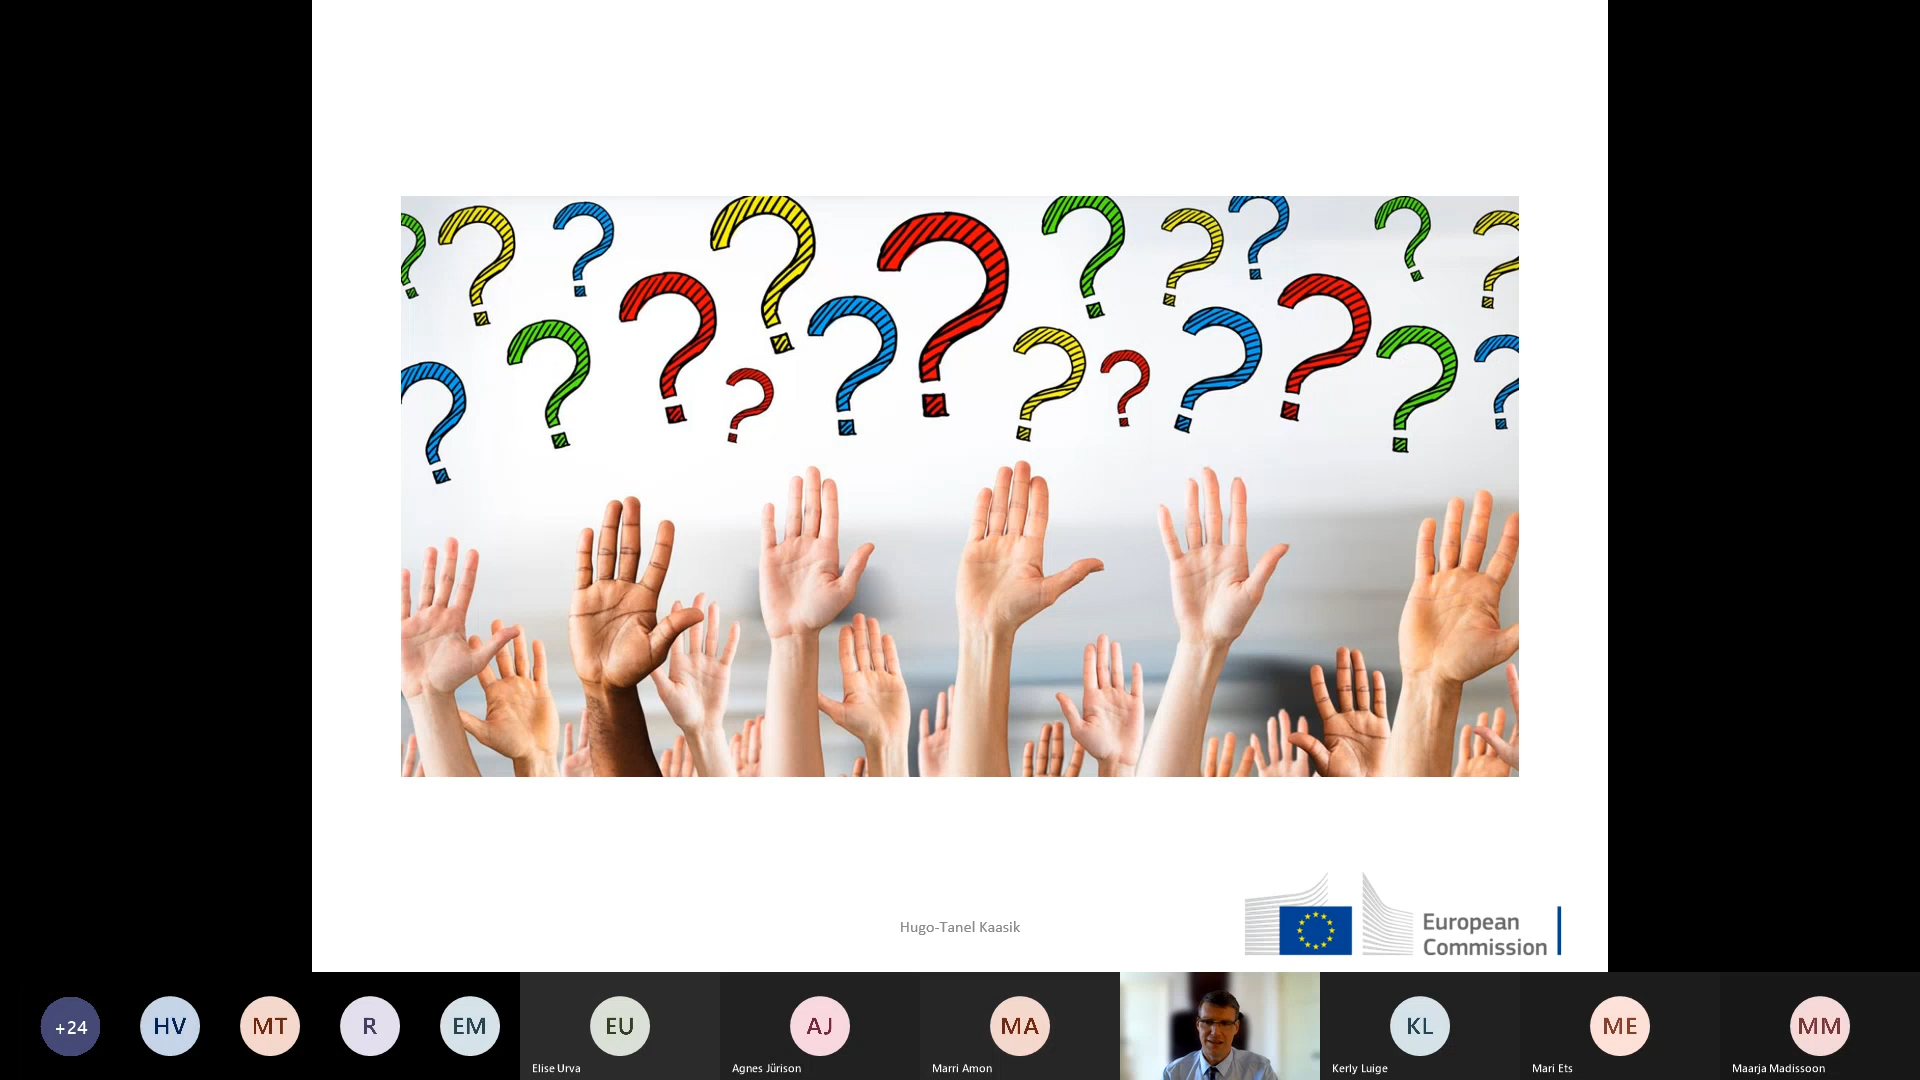 Hugo-Tanel Kaasik
European
Commission
+24
HV
MT
R
EM
EU
AJ
MA
KL
ME
MM
Elise Urva
Agnes Jürison
Marri Amon
Kerly Luige
Mari Ets
Maarja Madissoon